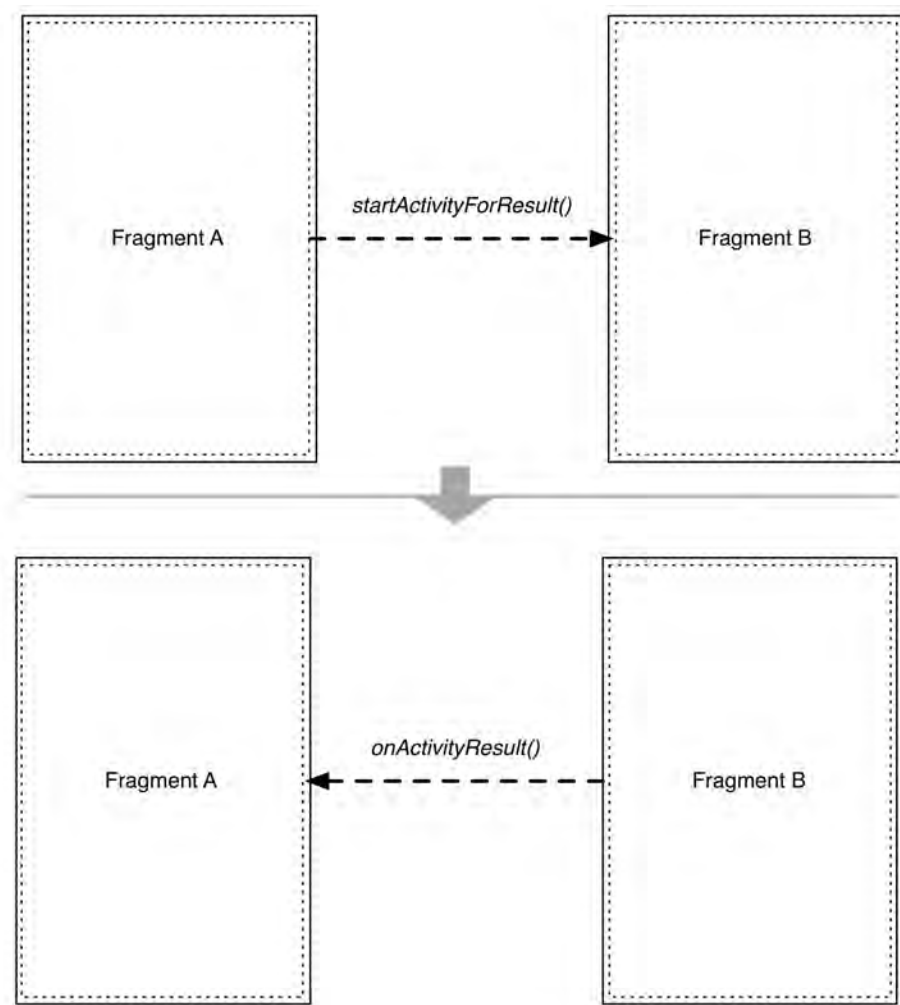 startActivityForResult()
Fragment A
Fragment B
onActivityResult()
Fragment A
Fragment B